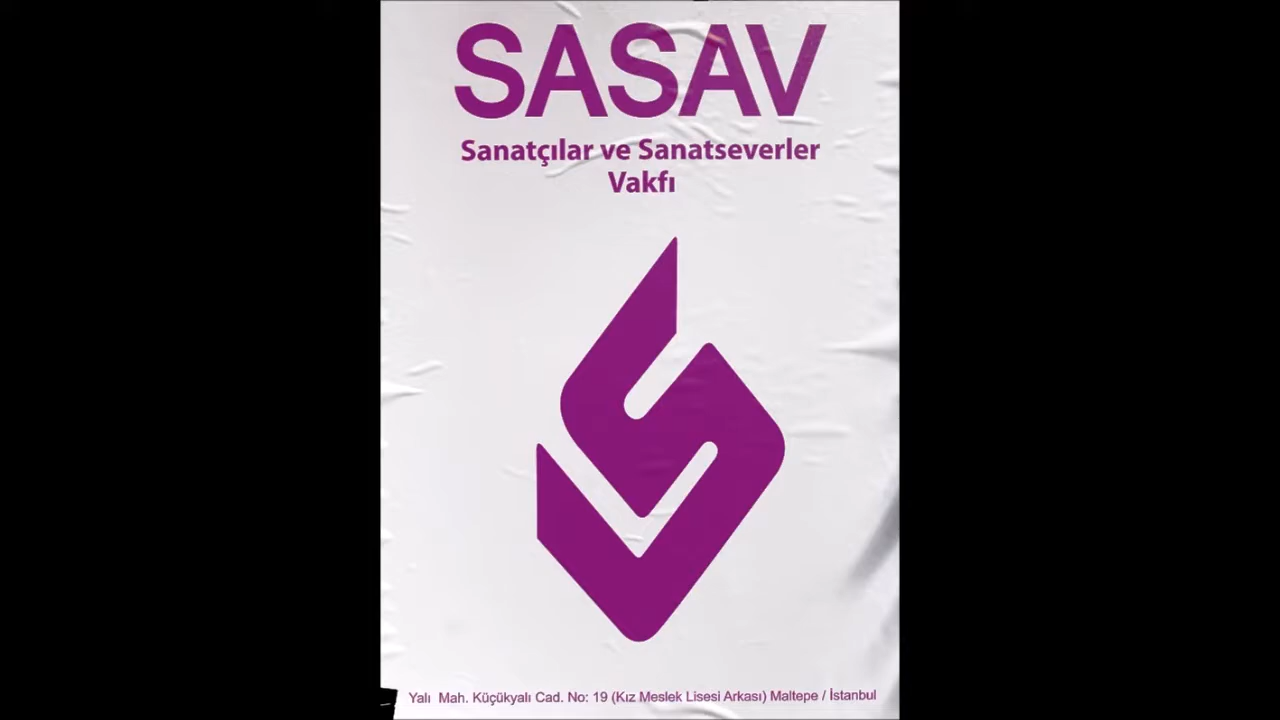 SASAV
Sanatçılar ve Sanatseverler
Vakfı
Yalı Mah. Küçükyalı Cad. No: 19 (Kız Meslek Lisesi Arkası) Maltepe / İstanbul